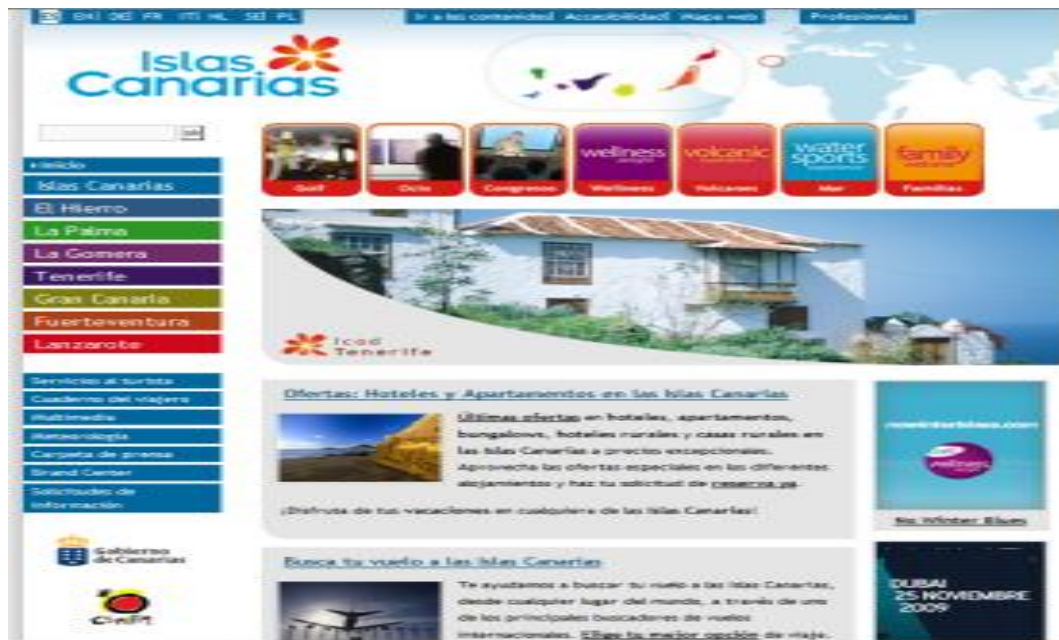 ES EN DE FR IT NL SE PL
Ir a los contenidos Accesibilidad Mapa web
Profesionales
Islas
Canarias
wellness
volcanic
water
sports
family
Golf
Ocio
Congresos
Wellness
Volcanes
Mar
Familias
Inicio
Islas Canarias
El Hierro
La Palma
La Gomera
Tenerife
Gran Canaria
Fuerteventura
Lanzarote
Icod
Tenerife
Servicios al turista
Cuaderno del viajero
Multimedia
Meteorología
Carpeta de prensa
Brand Center
Solicitudes de
información
Gobierno
de Canarias
Ofertas: Hoteles y Apartamentos en las Islas Canarias
Últimas ofertas en hoteles, apartamentos,
bungalows, hoteles rurales y casas rurales en
las Islas Canarias a precios excepcionales.
Aprovecha las ofertas especiales en los diferentes
alojamientos y haz tu solicitud de reserva ya.
¡Disfruta de tus vacaciones en cualquiera de las Islas Canarias!
Busca tu vuelo a las Islas Canarias
Te ayudamos a buscar tu vuelo a las Islas Canarias,
desde cualquier lugar del mundo, a través de uno
de los principales buscadores de vuelos
internacionales. Elige tu mejor opción de viaje.
nowinterblues.com
wellness
No Winter Blues
DUBAI
25 NOVIEMBRE
2009